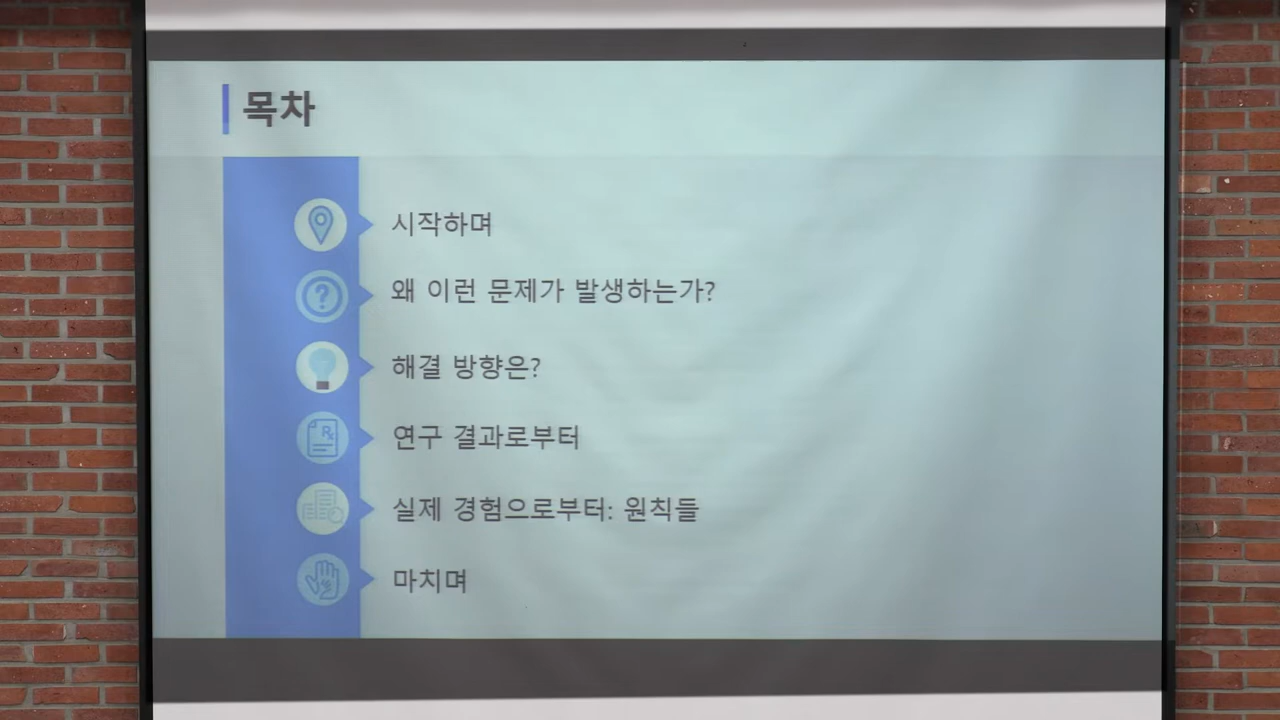 목차
시작하며
왜 이런 문제가 발생하는가?
해결 방향은?
연구 결과로부터
실제 경험으로부터: 원칙들
마치며